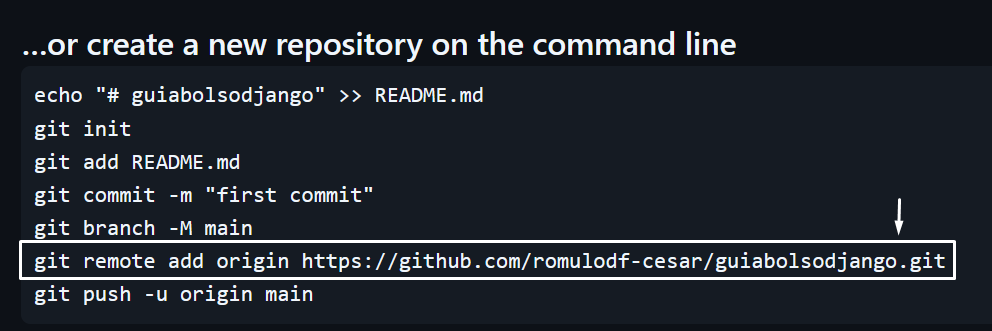 ...or create a new repository on the command line
echo "# guiabolsodjango" >> README.md
git init
git add README.md
git commit -m "first commit"
git branch -M main
git remote add origin https://github.com/romulodf-cesar/guiabolsodjango.git
git push -u origin main